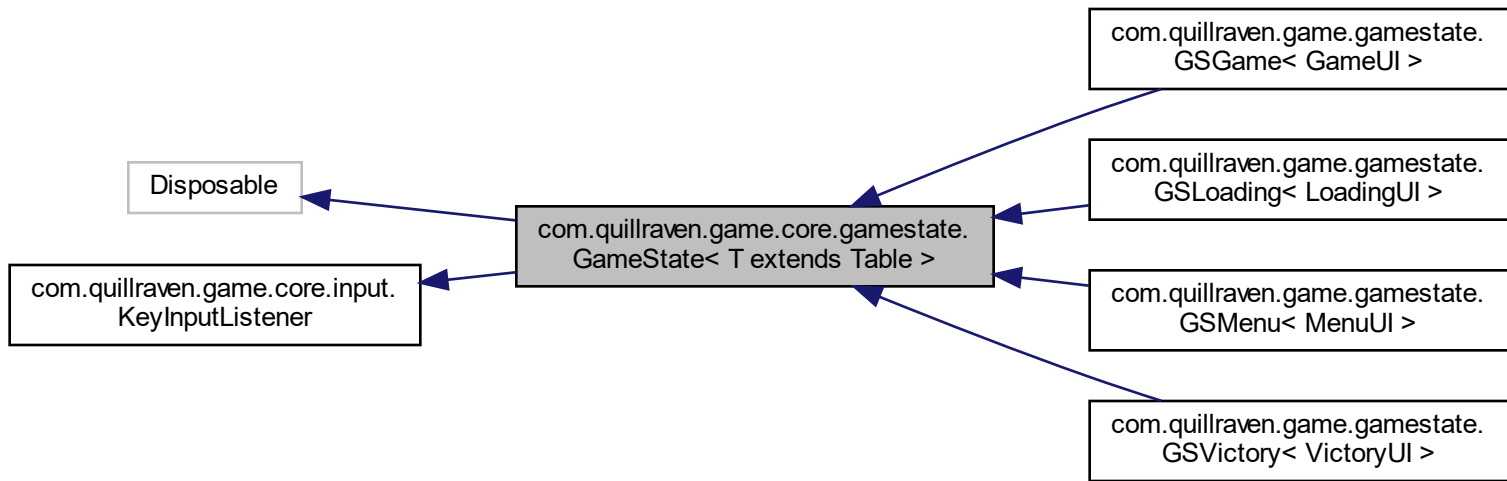 Disposable
com.quillraven.game.core.input.
KeyInputListener
com.quillraven.game.core.gamestate.
GameState< T extends Table >
com.quillraven.game.gamestate.
GSGame< GameUI >
com.quillraven.game.gamestate.
GSLoading< LoadingUI >
com.quillraven.game.gamestate.
GSMenu< MenuUI >
com.quillraven.game.gamestate.
GSVictory< VictoryUI >